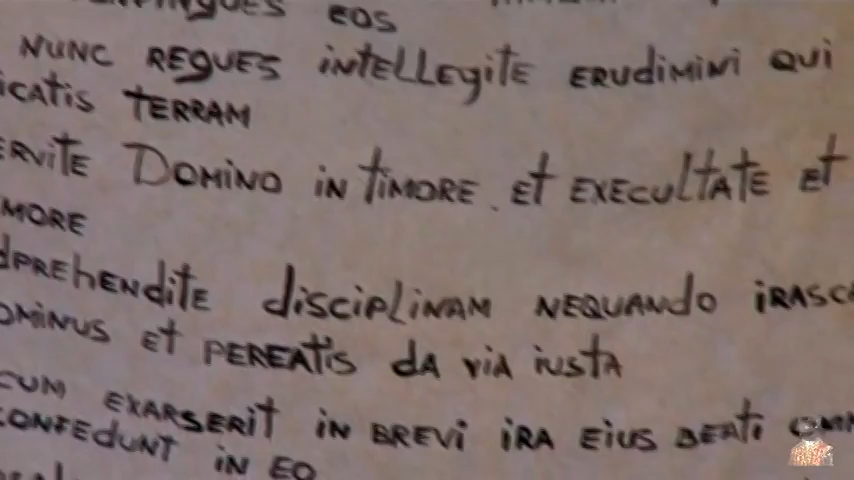 EOS
NUNC REGUES INTELLEGITE ERUDIMINI QUI
ICATIS TERRAM
ERVITE DOMINO IN TIMORE. ET EXECULTATE ET
MORE
DPREHENDITE DISCIPLINAM NEQUANDO IRASC
OMINUS ET PEREATIS DA VIA IUSTA
CUM EXARSERIT IN BREVI IRA EIUS BEATI OMN
CONFEDUNT IN EO